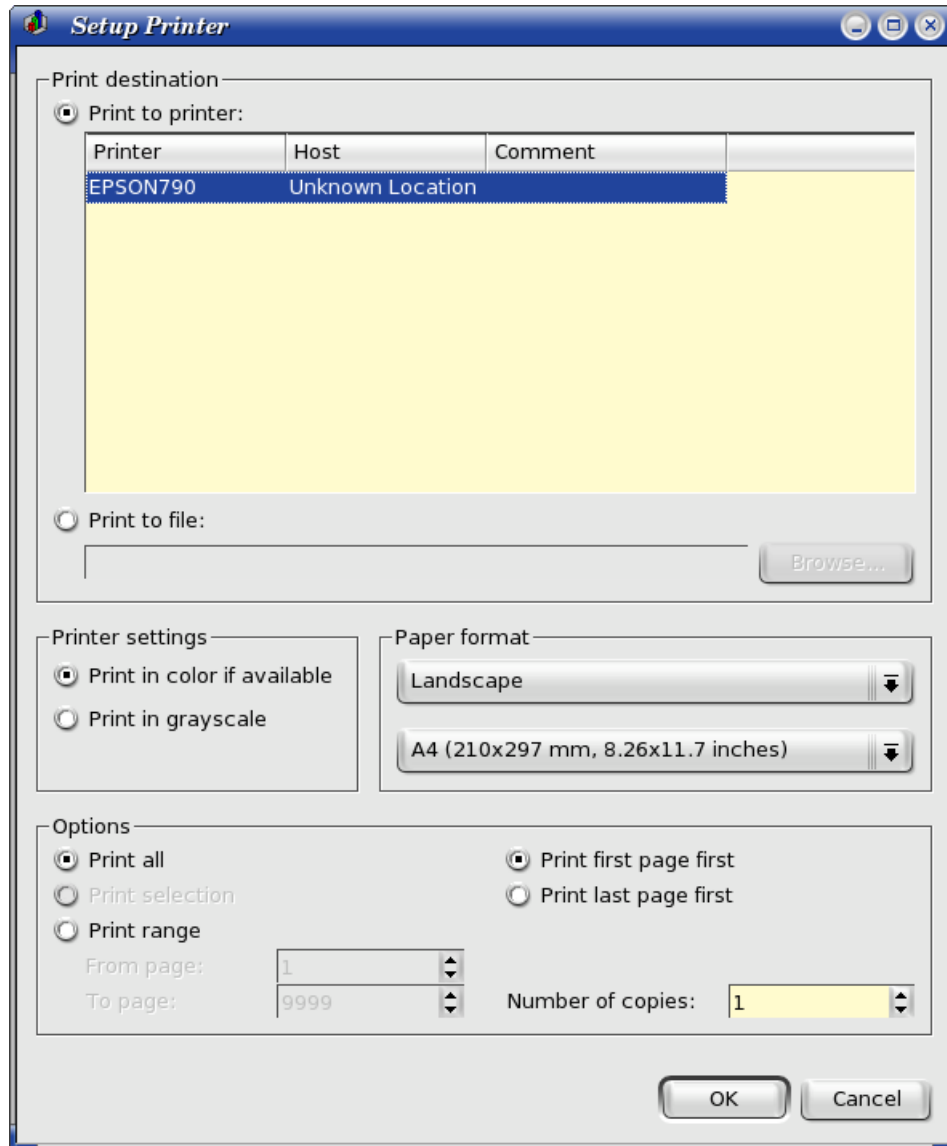 Setup Printer
Print destination
Print to printer:
Printer Host Comment
EPSON790 Unknown Location
Print to file:
Browse...
Printer settings
Print in color if available
Print in grayscale
Paper format
Landscape
A4 (210x297 mm, 8.26x11.7 inches)
Options
Print all
Print selection
Print range
From page: 1
To page: 9999
Print first page first
Print last page first
Number of copies: 1
OK Cancel